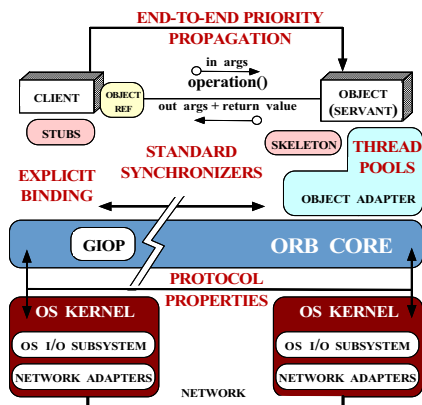 END-TO-END PRIORITY
PROPAGATION
in args
operation()
CLIENT
OBJECT
REF
OBJECT
(SERVANT)
out args + return value
STUBS
SKELETON
STANDARD
SYNCHRONIZERS
THREAD
POOLS
EXPLICIT
BINDING
OBJECT ADAPTER
GIOP
ORB CORE
PROTOCOL
PROPERTIES
OS KERNEL
OS I/O SUBSYSTEM
NETWORK ADAPTERS
OS KERNEL
OS I/O SUBSYSTEM
NETWORK ADAPTERS
NETWORK